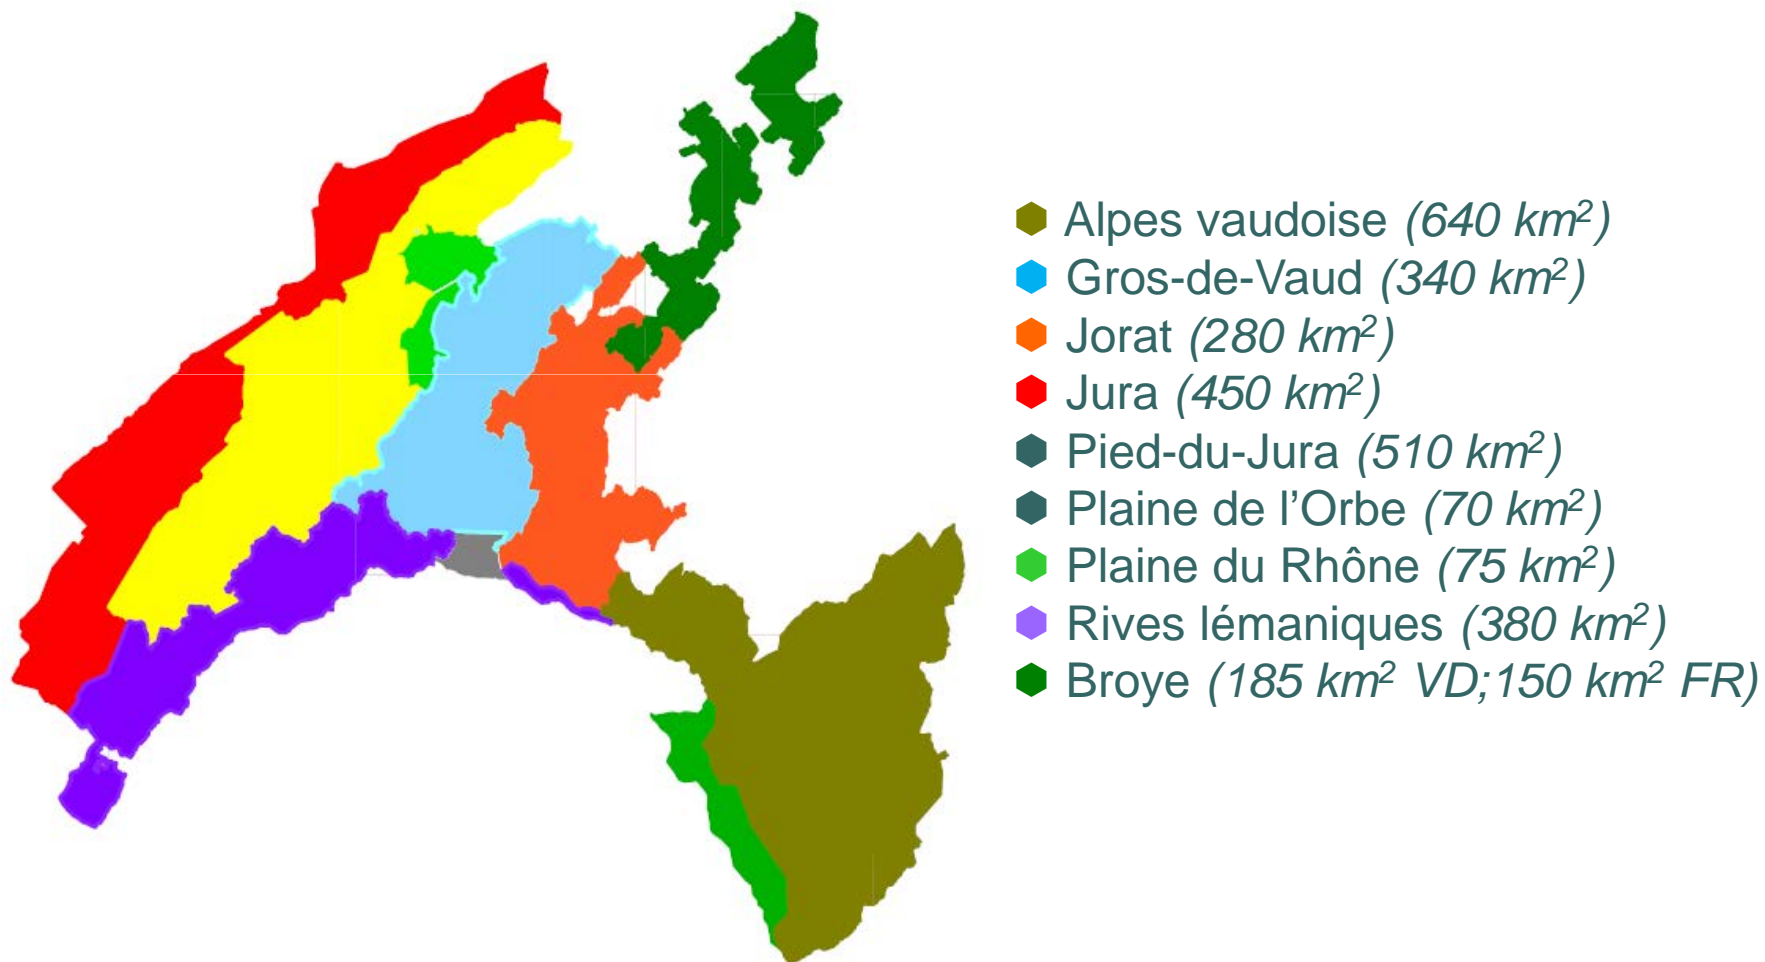 Alpes vaudoise (640 km²)
Gros-de-Vaud (340 km²)
Jorat (280 km²)
Jura (450 km²)
Pied-du-Jura (510 km²)
Plaine de l’Orbe (70 km²)
Plaine du Rhône (75 km²)
Rives lémaniques (380 km²)
Broye (185 km² VD;150 km² FR)